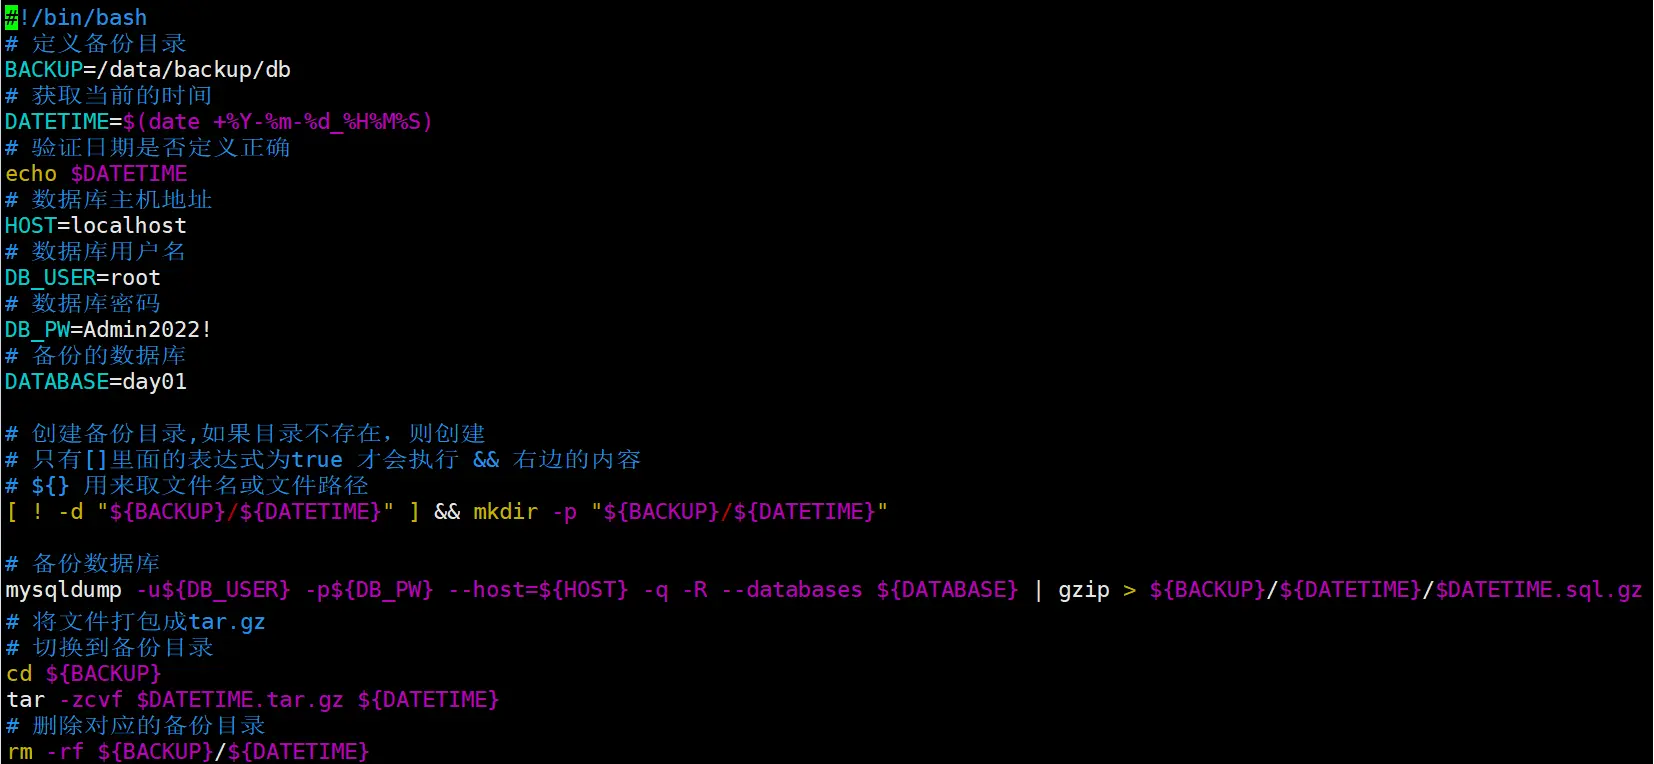 #!/bin/bash
# 定义备份目录
BACKUP=/data/backup/db
# 获取当前的时间
DATETIME=$(date +%Y-%m-%d_%H%M%S)
# 验证日期是否定义正确
echo $DATETIME
# 数据库主机地址
HOST=localhost
# 数据库用户名
DB_USER=root
# 数据库密码
DB_PW=Admin2022!
# 备份的数据库
DATABASE=day01
# 创建备份目录,如果目录不存在，则创建
# 只有[]里面的表达式为true 才会执行 && 右边的内容
# ${} 用来取文件名或文件路径
[ ! -d "${BACKUP}/${DATETIME}" ] && mkdir -p "${BACKUP}/${DATETIME}"
# 备份数据库
mysqldump -u${DB_USER} -p${DB_PW} --host=${HOST} -q -R --databases ${DATABASE} | gzip > ${BACKUP}/${DATETIME}/$DATETIME.sql.gz
# 将文件打包成tar.gz
# 切换到备份目录
cd ${BACKUP}
tar -zcvf $DATETIME.tar.gz ${DATETIME}
# 删除对应的备份目录
rm -rf ${BACKUP}/${DATETIME}